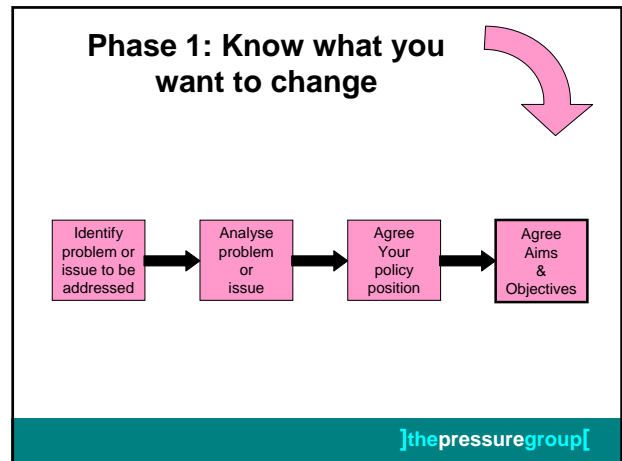 Phase 1: Know what you
want to change
Identify
problem or
issue to be
addressed
Analyse
problem
or
issue
Agree
Your
policy
position
Agree
Aims
&
Objectives
]thepressuregroup[